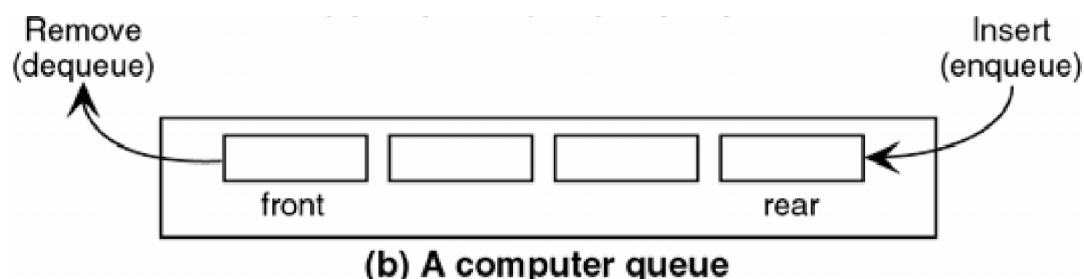 Remove
(dequeue)
Insert
(enqueue)
front
rear
(b) A computer queue